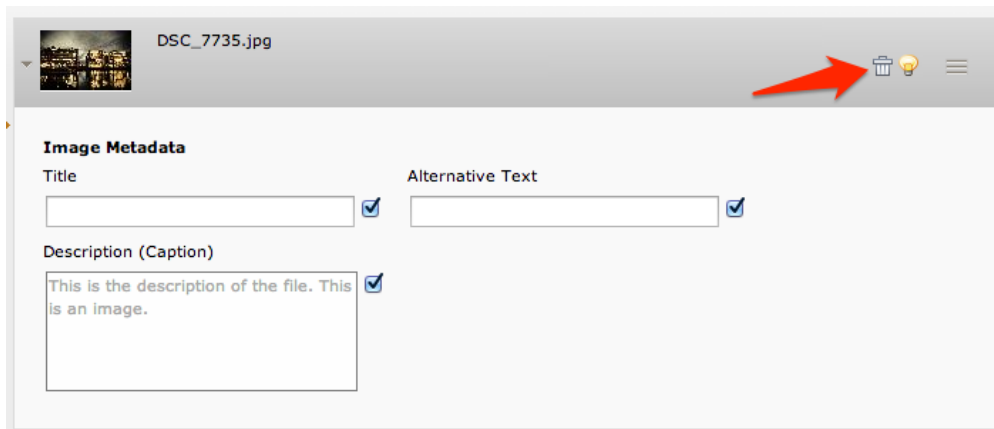 DSC_7735.jpg
Image Metadata
Title
Alternative Text
Description (Caption)
This is the description of the file. This
is an image.